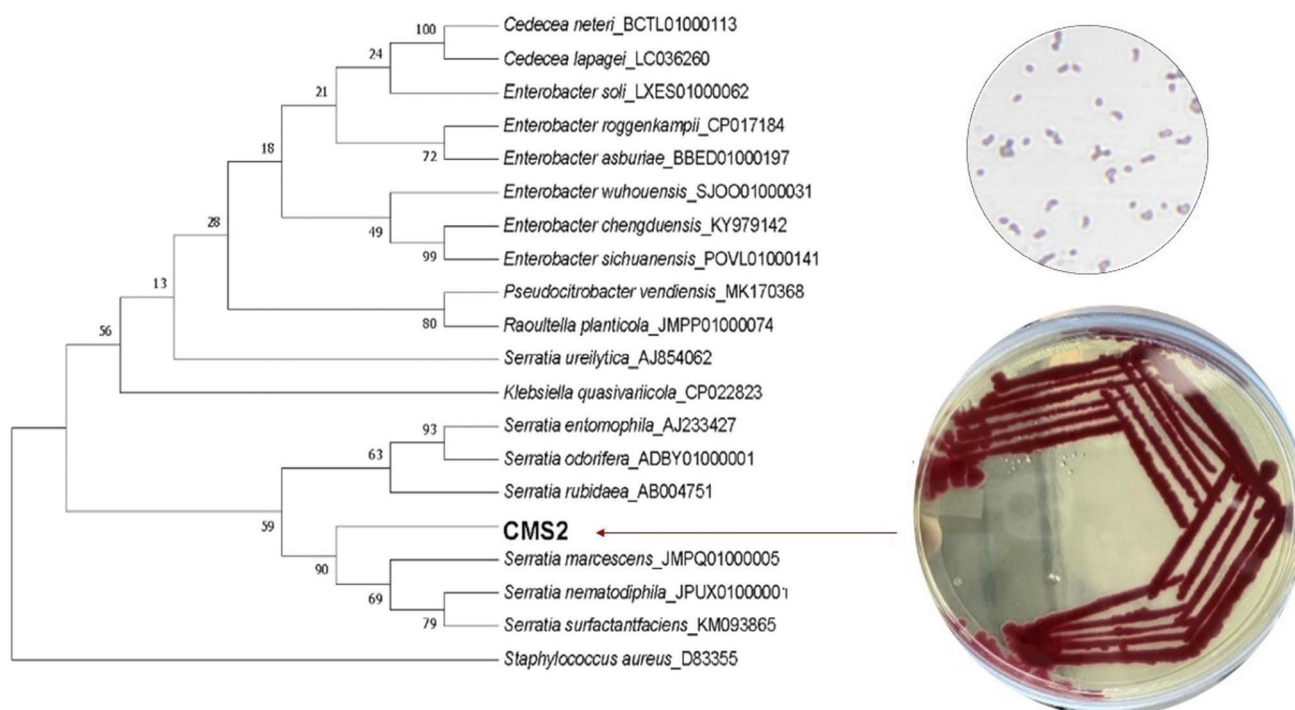 Cedecea neteri_BCTL01000113
100
24
Cedecea lapagei_LC036260
21
Enterobacter soli_LXES01000062
Enterobacter roggenkampii_CP017184
18
72
Enterobacter asburiae_BBED01000197
Enterobacter wuhouensis_SJOO01000031
28
49
Enterobacter chengduensis_KY979142
99
Enterobacter sichuanensis_POVL01000141
13
Pseudocitrobacter vendiensis_MK170368
56
80
Raoultella planticola_JMPP01000074
Serratia ureilytica_AJ854062
Klebsiella quasivariicola_CP022823
93
Serratia entomophila_AJ233427
63
Serratia odorifera_ADBY01000001
Serratia rubidaea_AB004751
59
CMS2
90
Serratia marcescens_JMPQ01000005
69
Serratia nematodiphila_JPUX01000001
79
Serratia surfactantfaciens_KM093865
Staphylococcus aureus_D83355